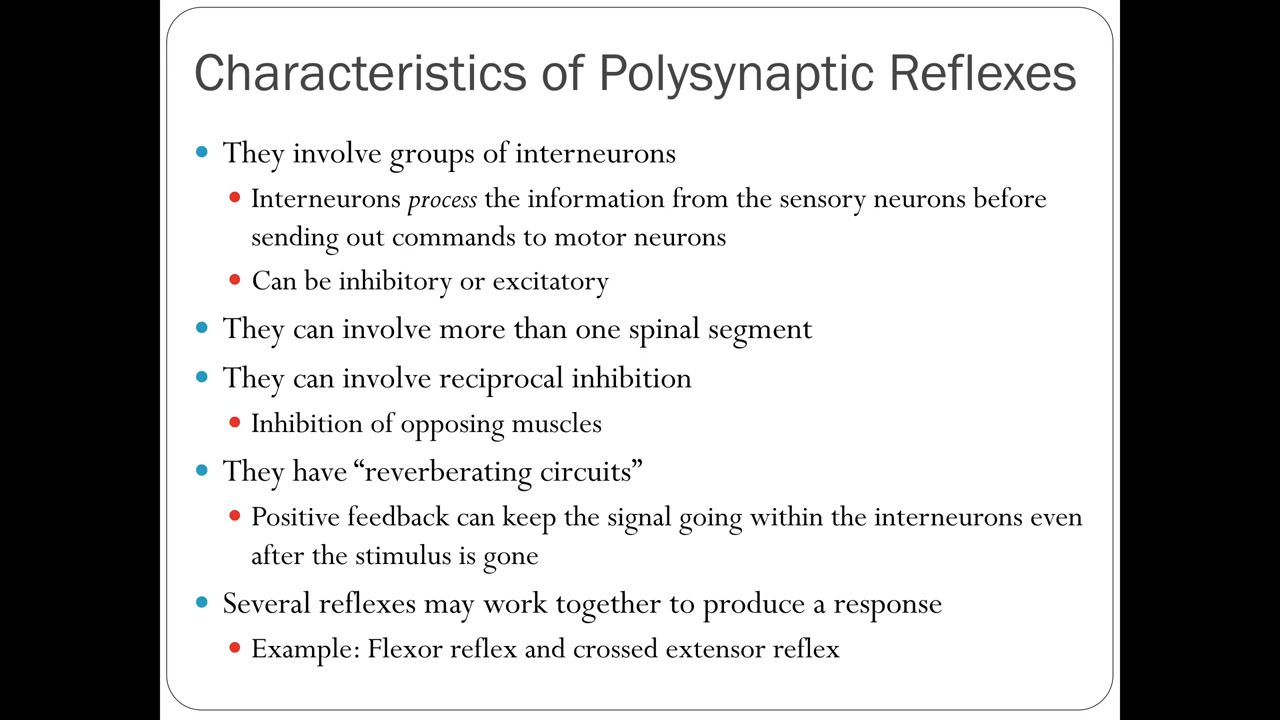 Characteristics of Polysynaptic Reflexes
• They involve groups of interneurons
• Interneurons process the information from the sensory neurons before
sending out commands to motor neurons
• Can be inhibitory or excitatory
• They can involve more than one spinal segment
• They can involve reciprocal inhibition
• Inhibition of opposing muscles
• They have “reverberating circuits”
• Positive feedback can keep the signal going within the interneurons even
after the stimulus is gone
• Several reflexes may work together to produce a response
• Example: Flexor reflex and crossed extensor reflex